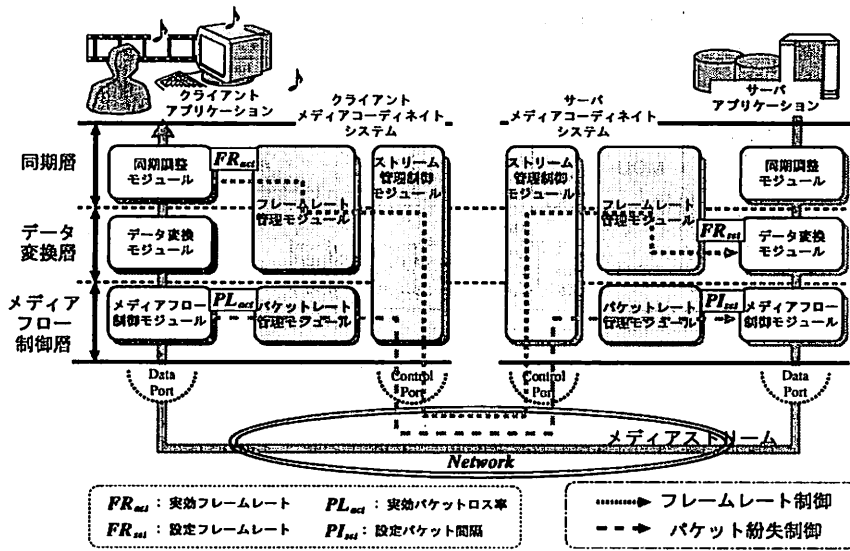 クライアント
アプリケーション
クライアント
メディアコーディネイト
システム
サーバ
メディアコーディネイト
システム
サーバ
アプリケーション
同期層
データ
変換層
メディア
フロー
制御層
同期調整
モジュール
FRact
データ変換
モジュール
メディアフロー
制御モジュール
PLact
フレームレート
管理モジュール
パケットレート
管理モジュール
ストリーム
管理制御
モジュール
ストリーム
管理制御
モジュール
フレームレート
管理モジュール
パケットレート
管理モジュール
同期調整
モジュール
FRset
データ変換
モジュール
PIset
メディアフロー
制御モジュール
Data
Port
Control
Port
Control
Port
Data
Port
メディアストリーム
Network
FRact：実効フレームレート
PLact：実効パケットロス率
FRset：設定フレームレート
PIset：設定パケット間隔
フレームレート制御
パケット紛失制御